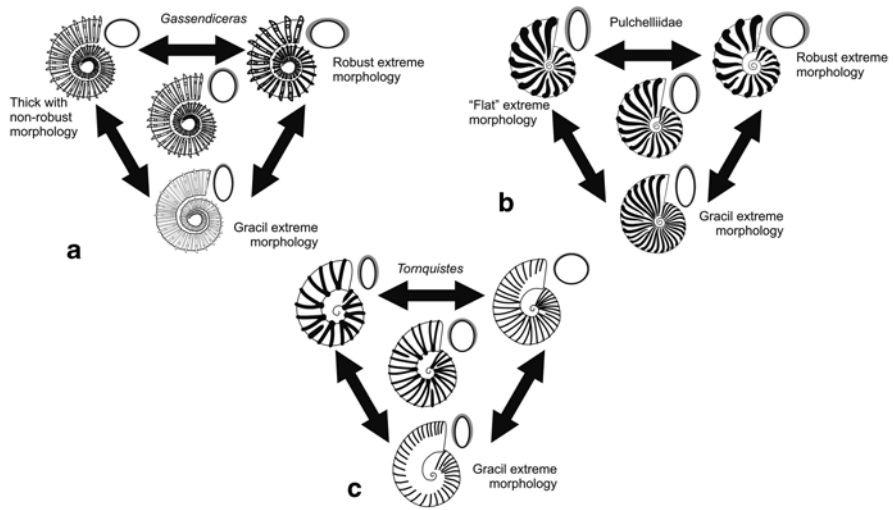 Gassendiceras
Robust extreme
morphology
Thick with
non-robust
morphology
Gracil extreme
morphology
a
Pulchelliidae
Robust extreme
morphology
“Flat” extreme
morphology
Gracil extreme
morphology
b
Tornquistes
Gracil extreme
morphology
c